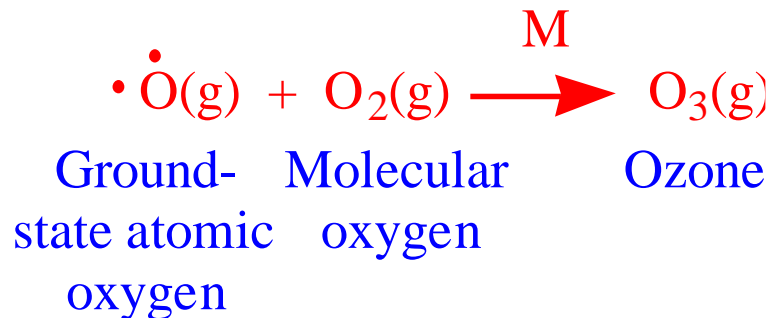 M
·Ȯ(g) + O₂(g) → O₃(g)
Ground- Molecular Ozone
state atomic oxygen
oxygen